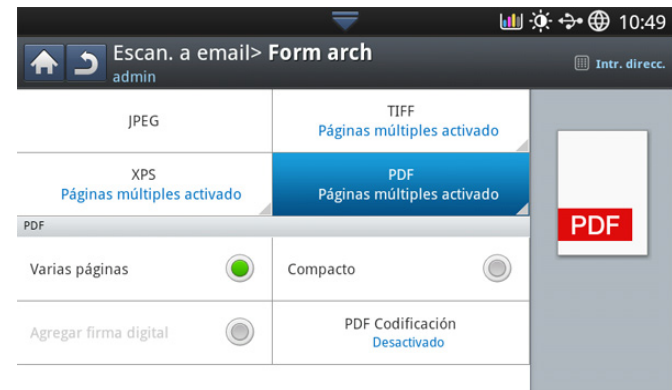 10:49
Escan. a email> Form arch
admin
Intr. direcc.
JPEG
TIFF
Páginas múltiples activado
XPS
Páginas múltiples activado
PDF
Páginas múltiples activado
PDF
PDF
Varias páginas
Compacto
Agregar firma digital
PDF Codificación
Desactivado